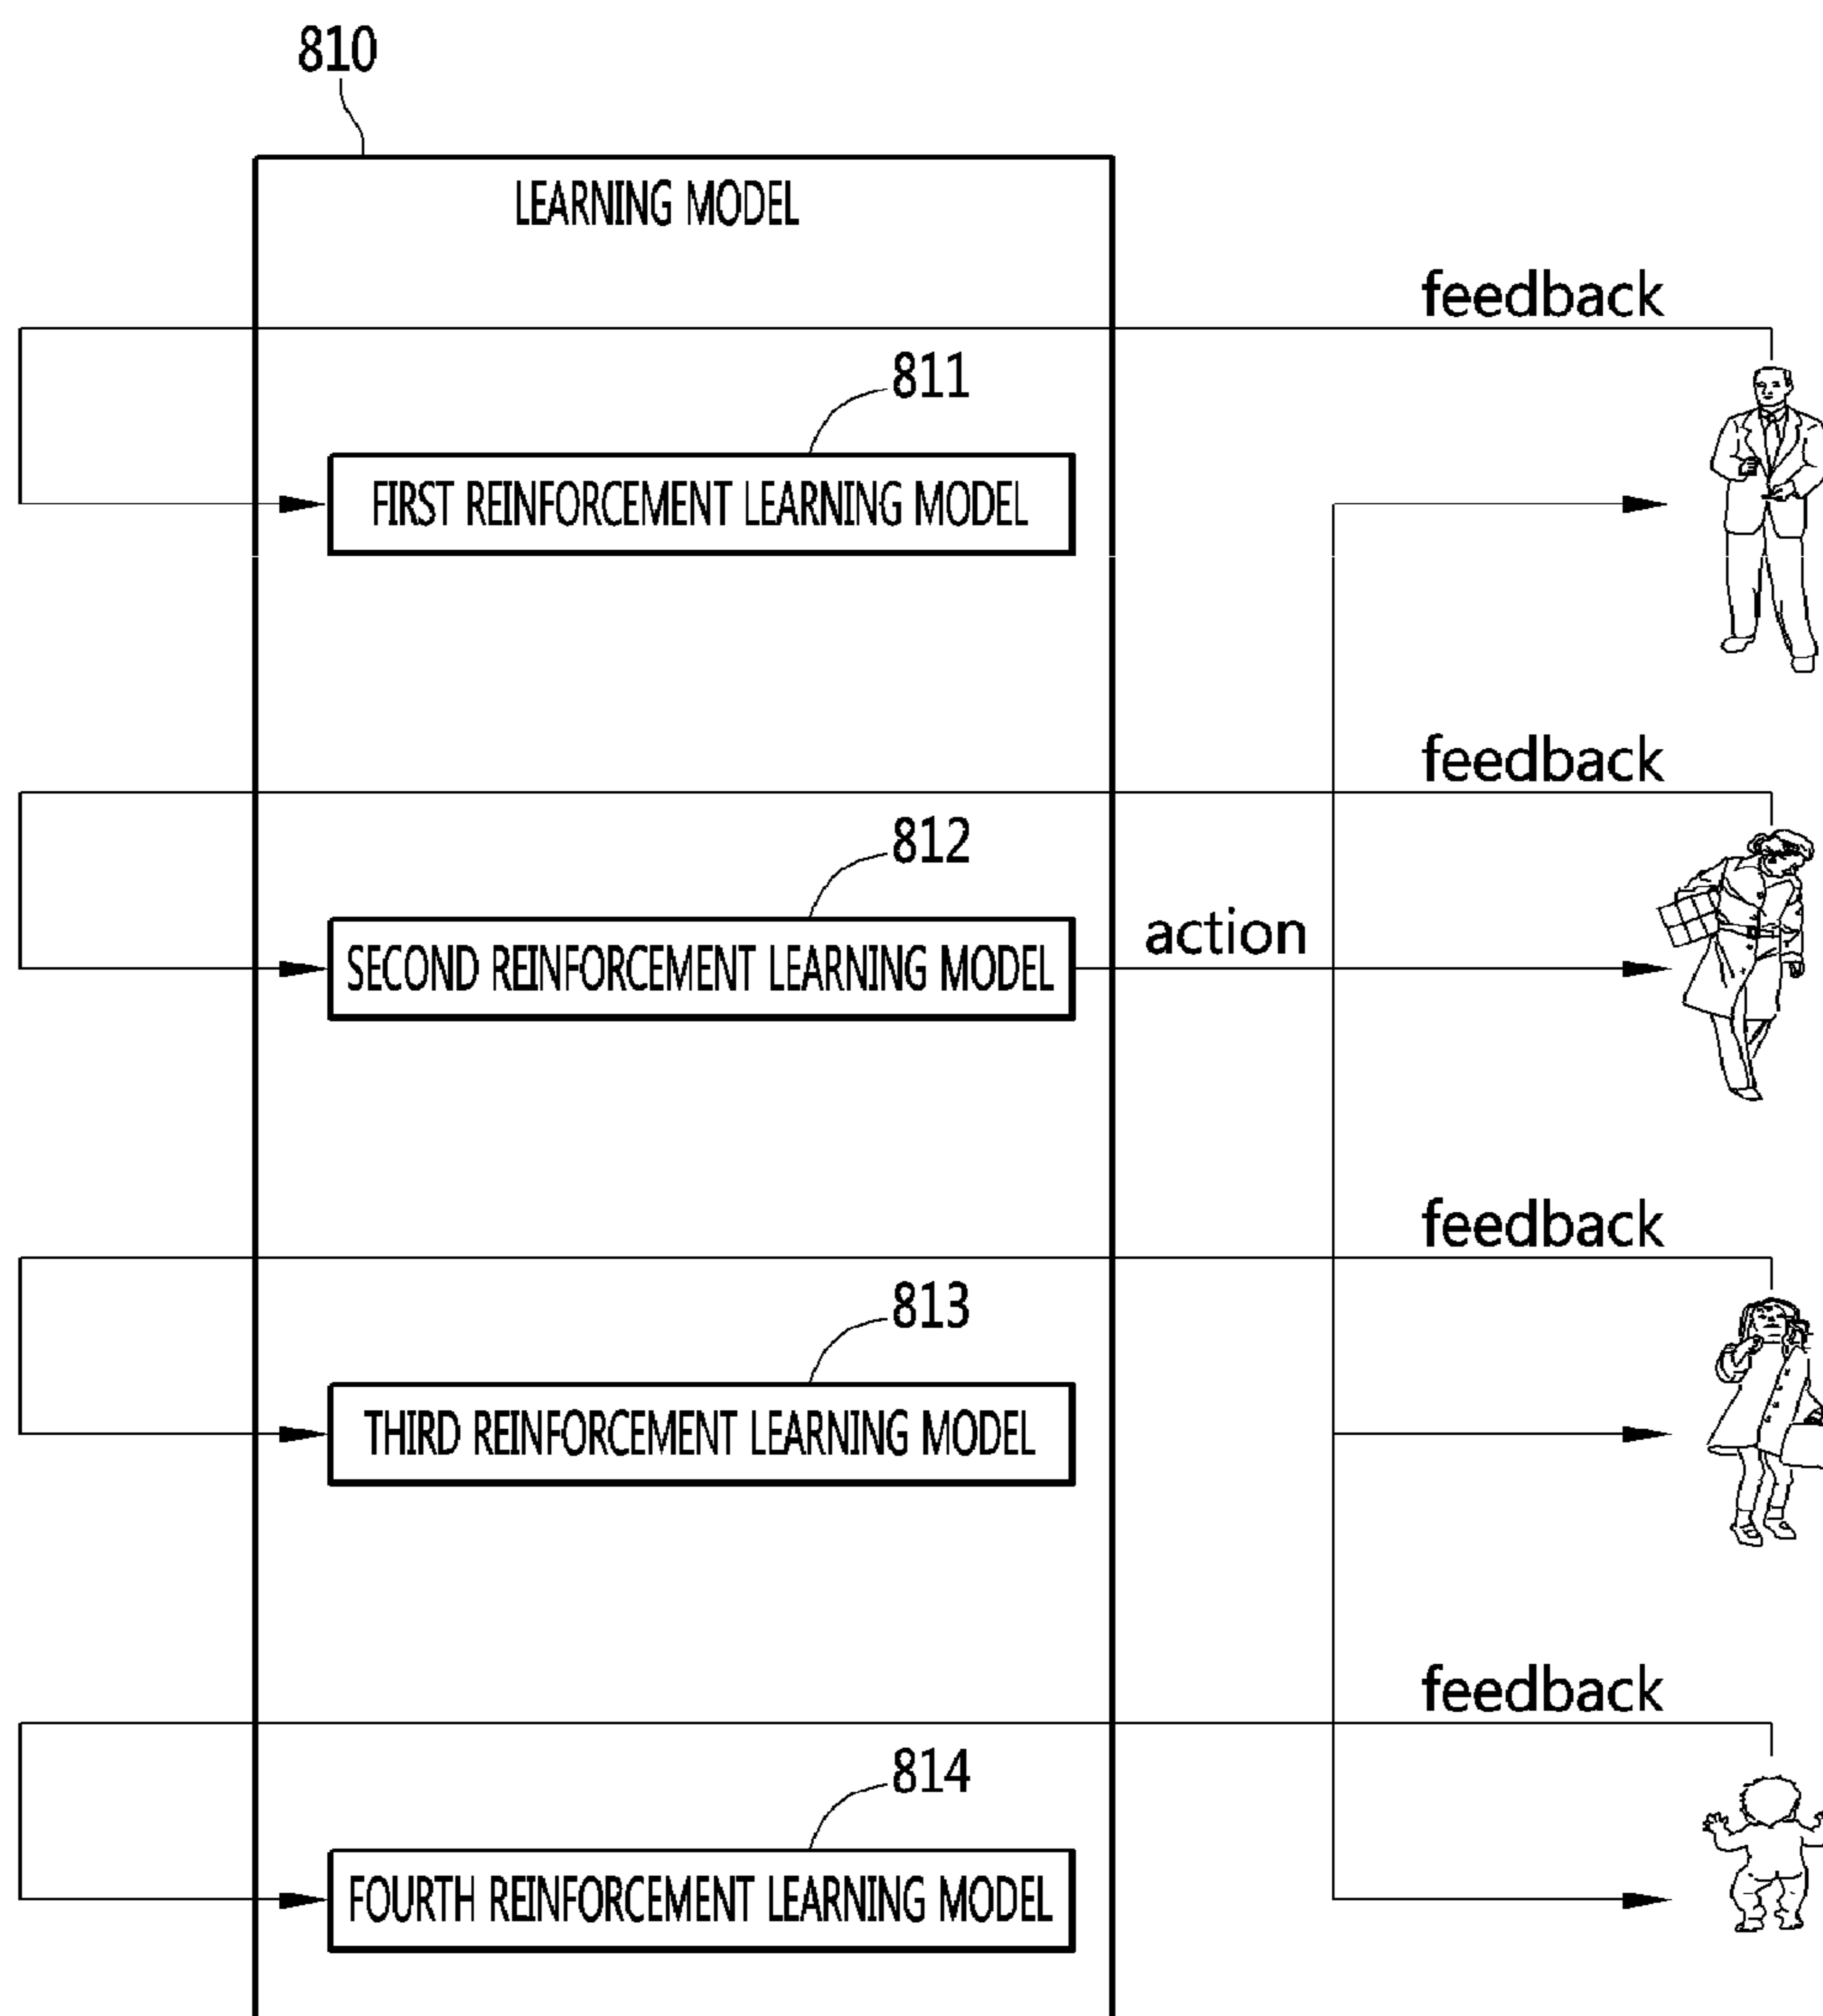 810
LEARNING MODEL
feedback
811
FIRST REINFORCEMENT LEARNING MODEL
feedback
812
action
SECOND REINFORCEMENT LEARNING MODEL
feedback
813
THIRD REINFORCEMENT LEARNING MODEL
feedback
814
FOURTH REINFORCEMENT LEARNING MODEL